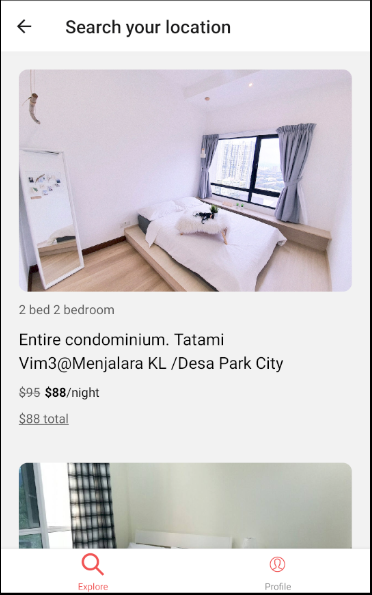 Search your location
2 bed 2 bedroom
Entire condominium. Tatami
Vim3@Menjalara KL /Desa Park City
$95 $88/night
$88 total
Explore
Profile